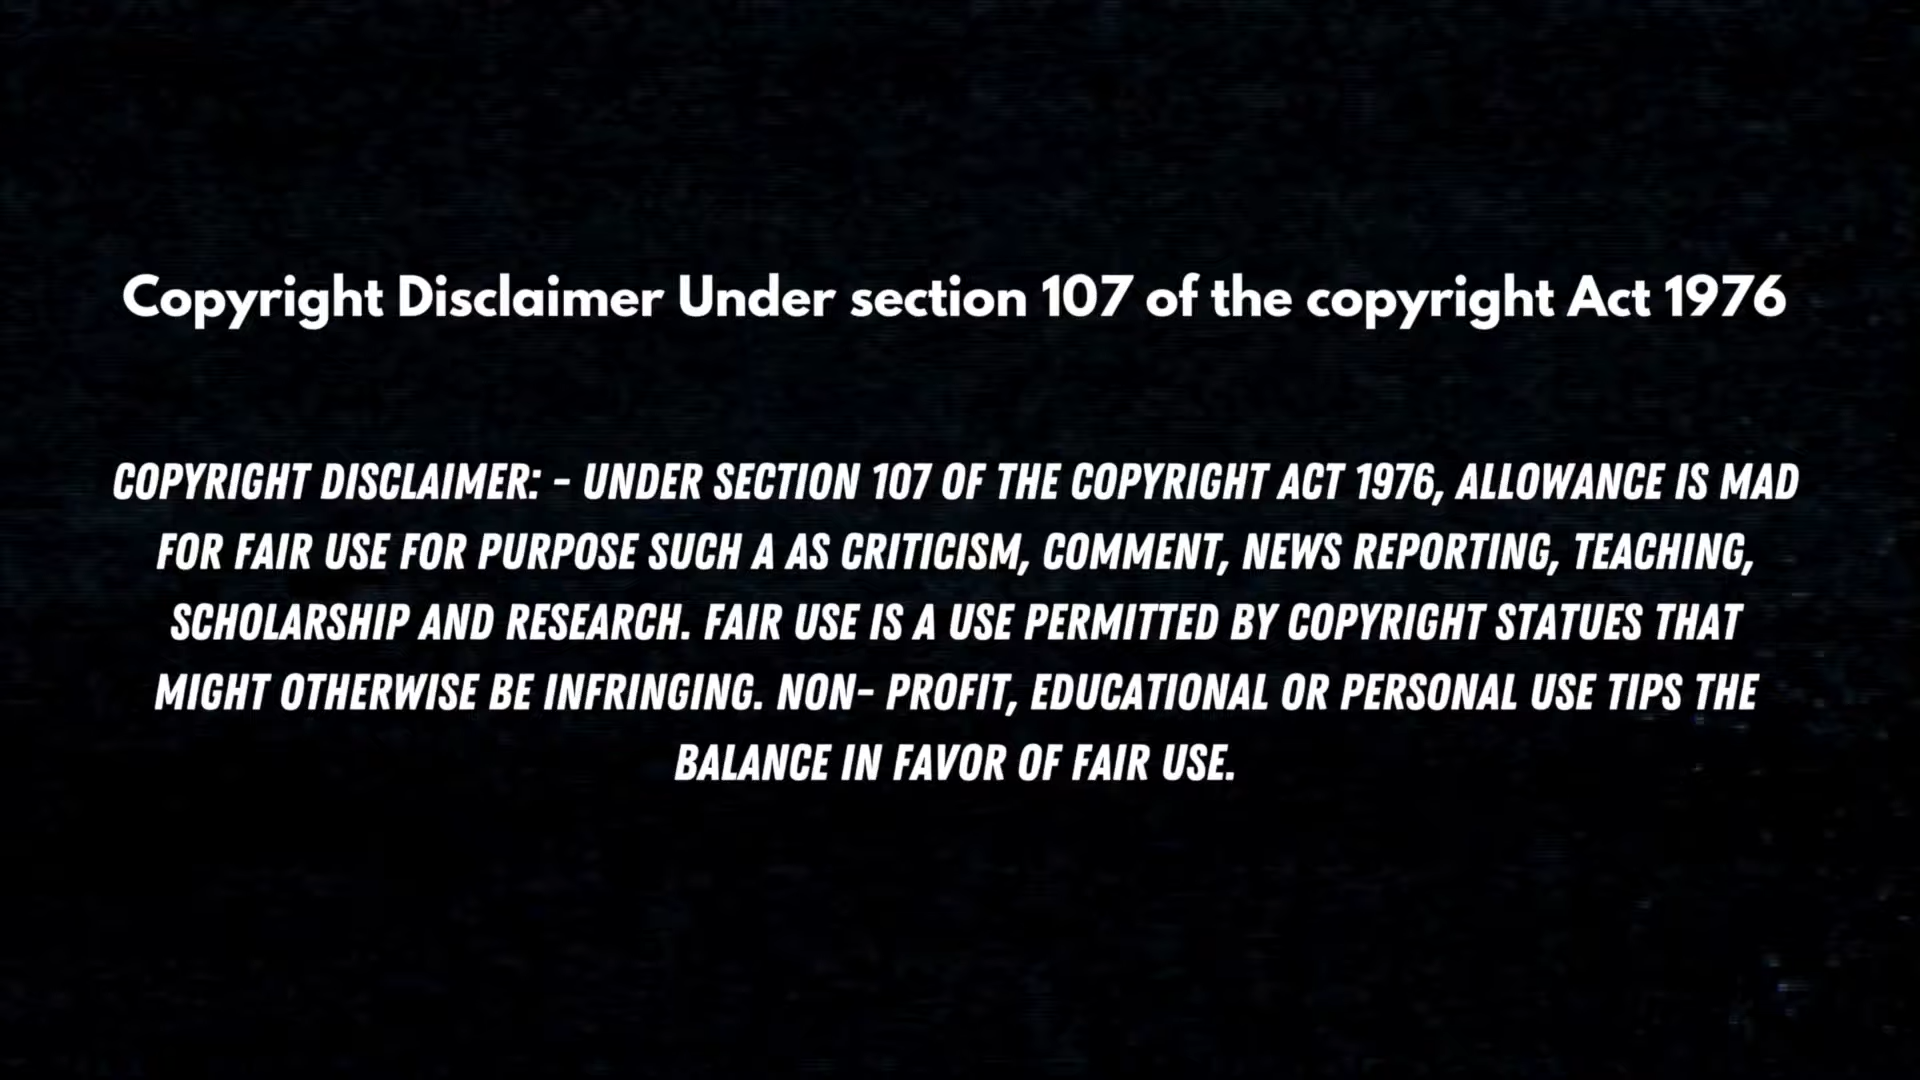 Copyright Disclaimer Under section 107 of the copyright Act 1976
COPYRIGHT DISCLAIMER: - UNDER SECTION 107 OF THE COPYRIGHT ACT 1976, ALLOWANCE IS MAD
FOR FAIR USE FOR PURPOSE SUCH A AS CRITICISM, COMMENT, NEWS REPORTING, TEACHING,
SCHOLARSHIP AND RESEARCH. FAIR USE IS A USE PERMITTED BY COPYRIGHT STATUES THAT
MIGHT OTHERWISE BE INFRINGING. NON- PROFIT, EDUCATIONAL OR PERSONAL USE TIPS THE
BALANCE IN FAVOR OF FAIR USE.